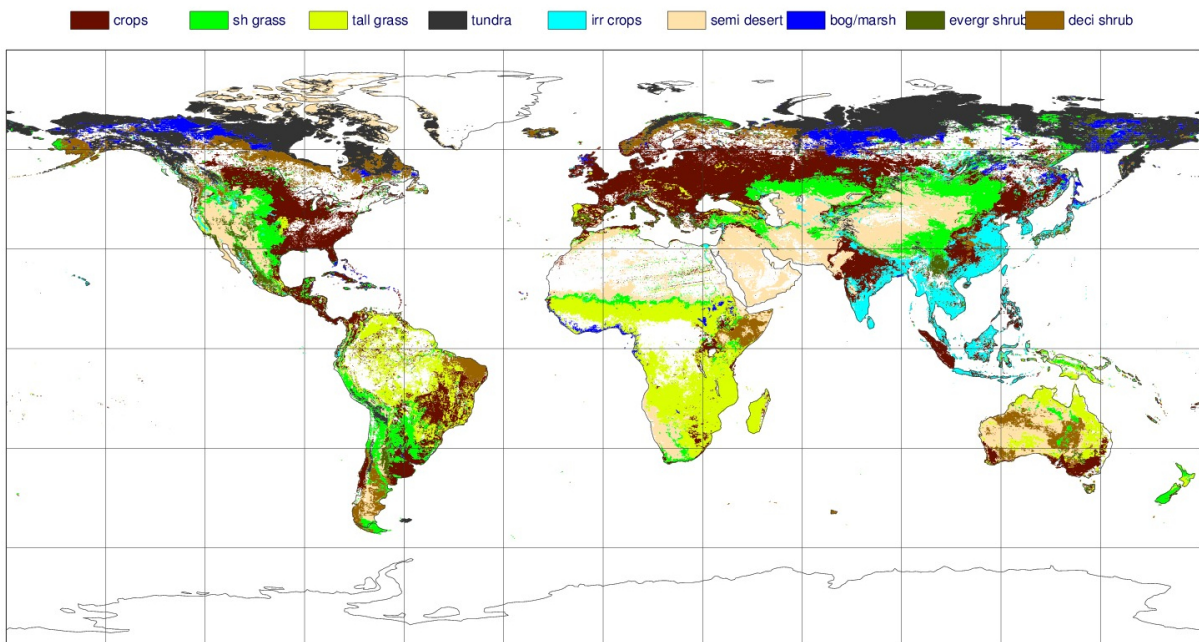 crops sh grass tall grass tundra irr crops semi desert bog/marsh evergr shrub deci shrub